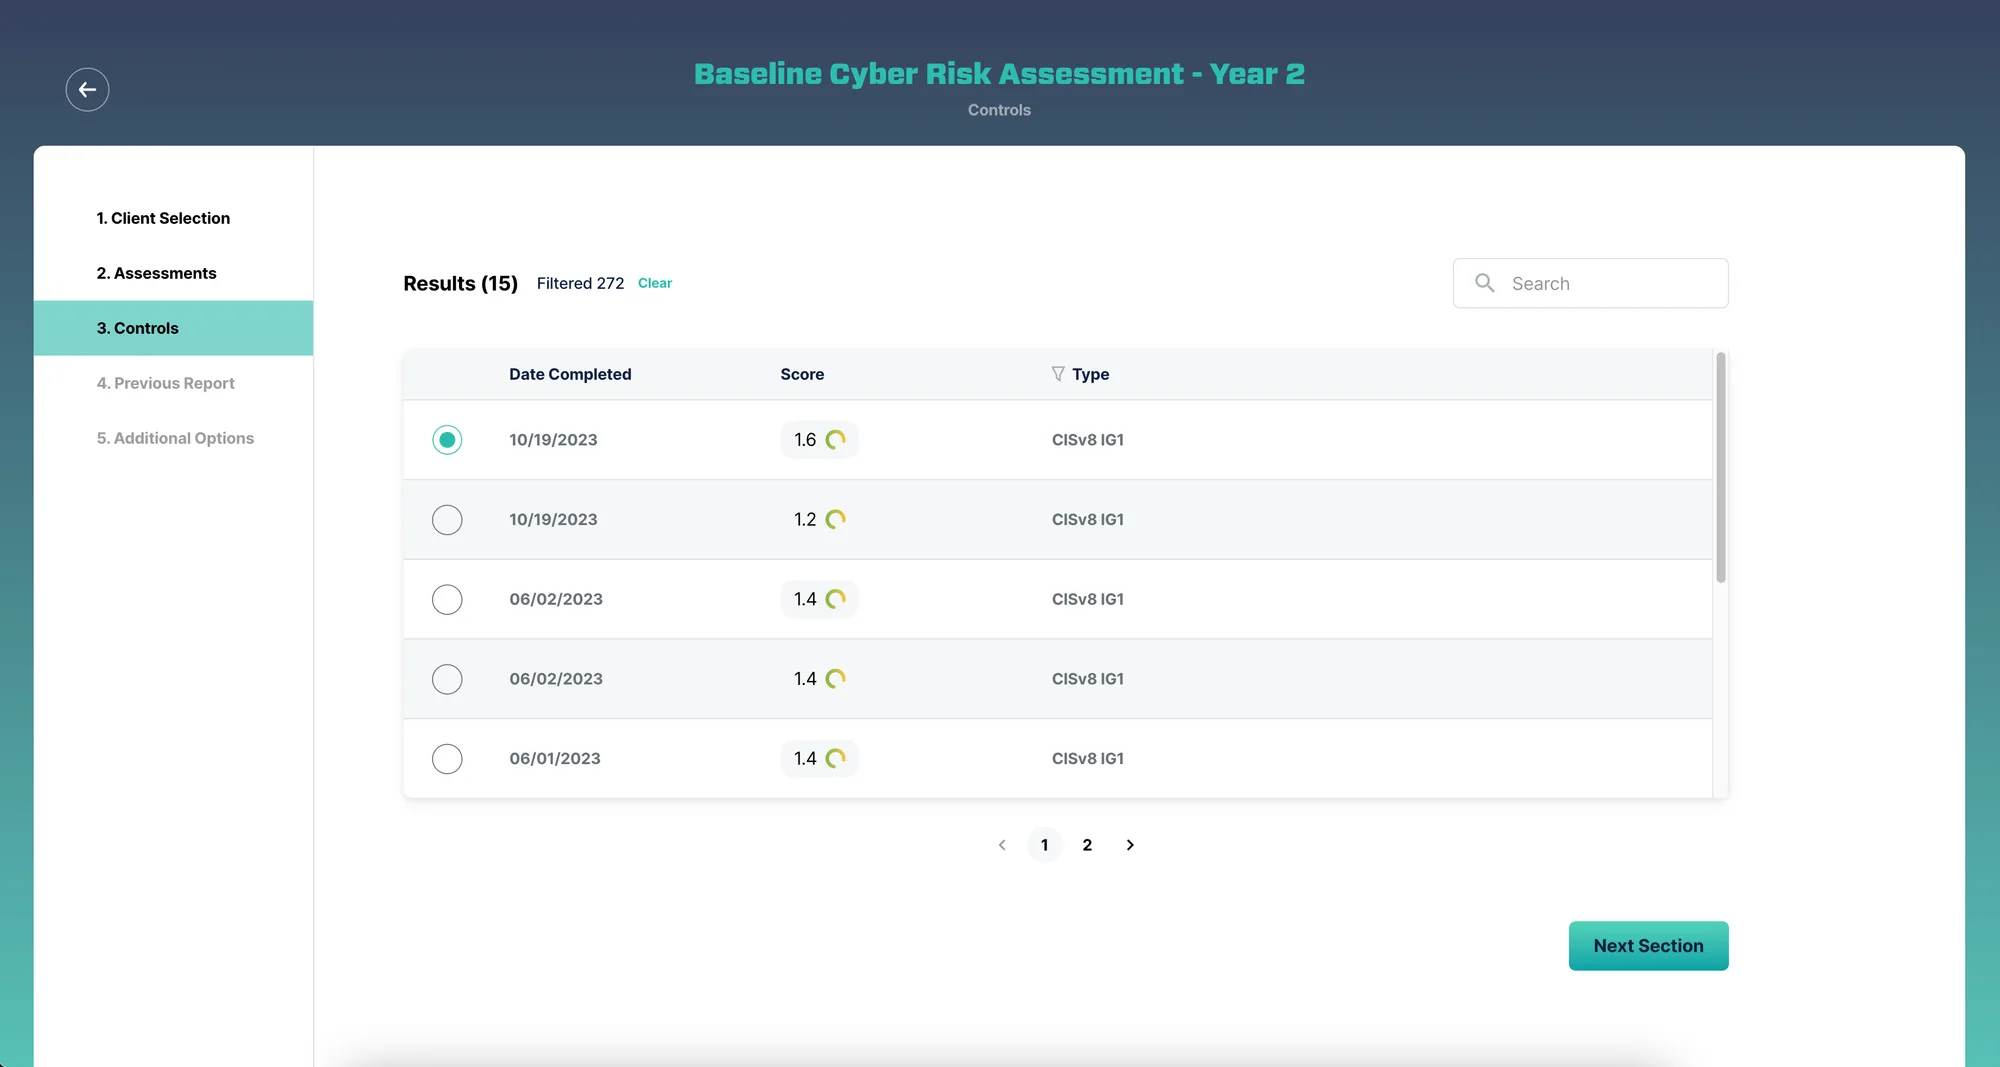 Baseline Cyber Risk Assessment - Year 2
Controls
1. Client Selection
2. Assessments
3. Controls
4. Previous Report
5. Additional Options
Results (15) Filtered 272 Clear
Search
Date Completed Score Type
10/19/2023 1.6 CISv8 IG1
10/19/2023 1.2 CISv8 IG1
06/02/2023 1.4 CISv8 IG1
06/02/2023 1.4 CISv8 IG1
06/01/2023 1.4 CISv8 IG1
1 2
Next Section